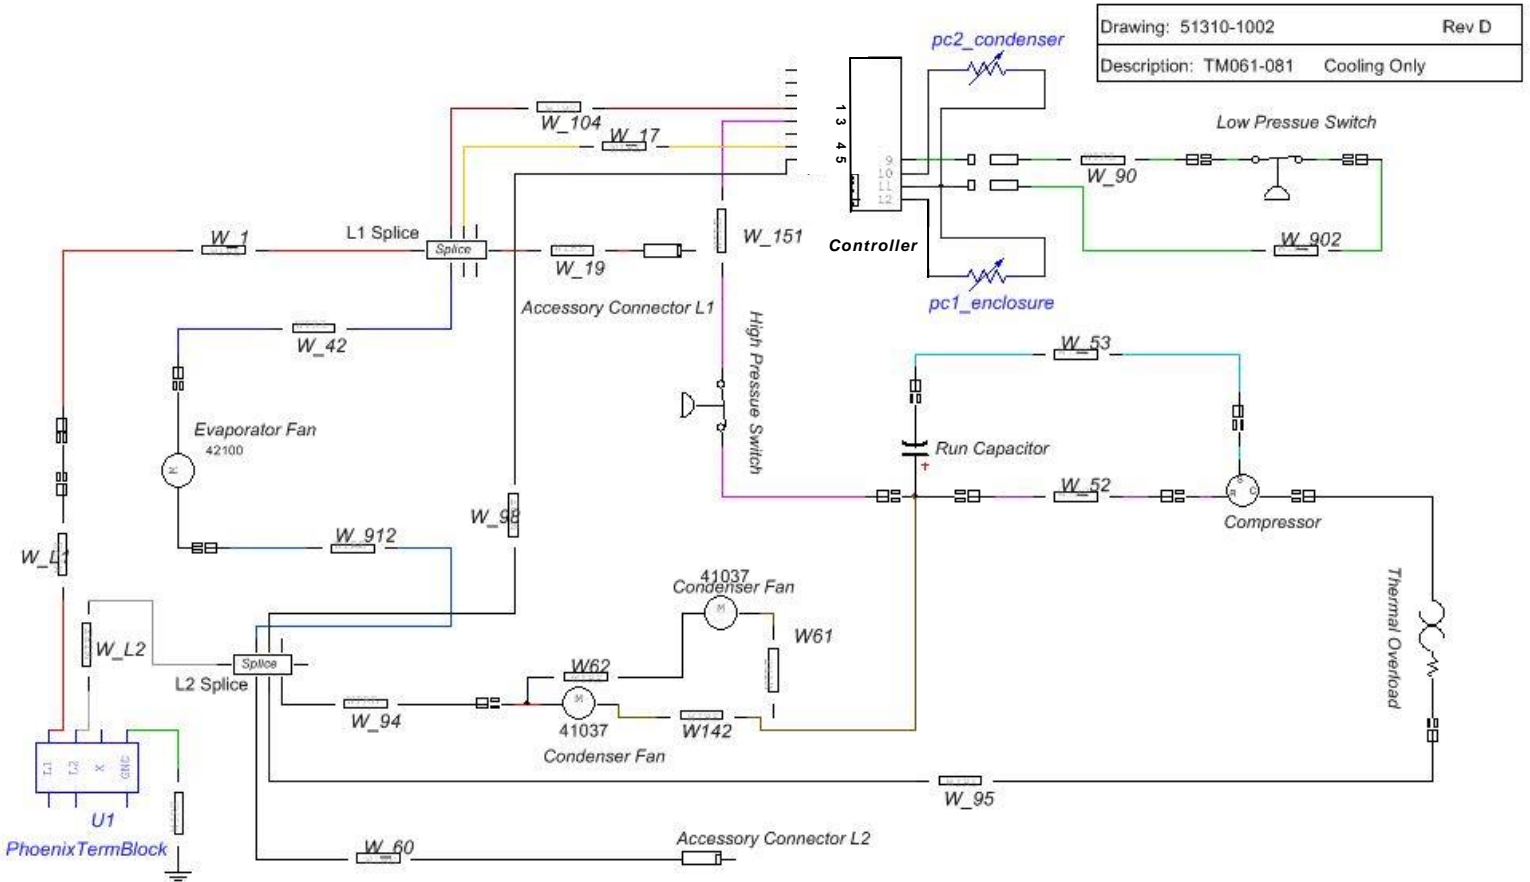 Drawing: 51310-1002 Rev D
Description: TM061-081 Cooling Only
pc2_condenser
Low Pressue Switch
W_104
W_17
1
3
4
5
9
10
11
12
W_90
W_902
Controller
pc1_enclosure
W_1
L1 Splice
Splice
W_19
W_151
Accessory Connector L1
W_42
High Pressue Switch
W_53
Evaporator Fan
42100
Run Capacitor
+
W_98
W_52
S
R
C
Compressor
W_912
W_L1
Thermal Overload
41037
Condenser Fan
M
W61
W_L2
Splice
L2 Splice
W62
M
W_94
41037
W142
Condenser Fan
L1
L2
X
GND
U1
PhoenixTermBlock
W_95
W_60
Accessory Connector L2